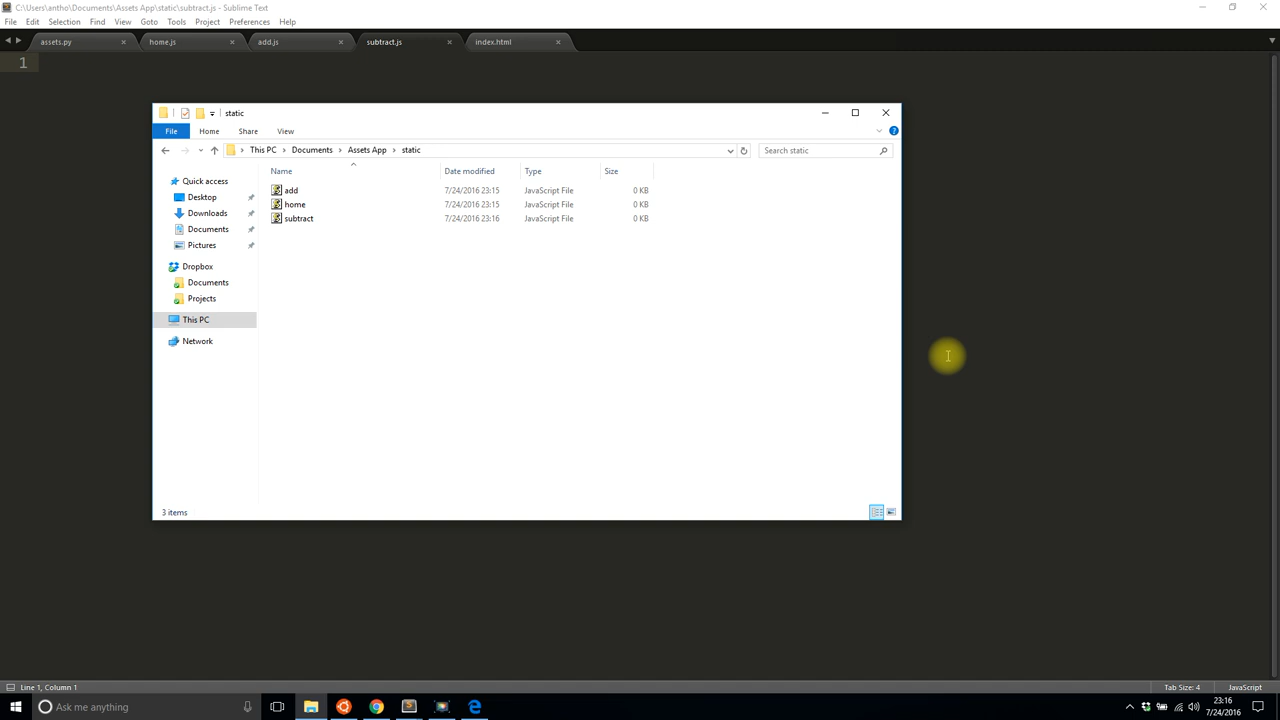 C:\Users\antho\Documents\Assets App\static\subtract.js - Sublime Text
File Edit Selection Find View Goto Tools Project Preferences Help
assets.py home.js add.js subtract.js index.html
1
static
File Home Share View
This PC Documents Assets App static Search static
Name Date modified Type Size
Quick access
Desktop
Downloads
Documents
Pictures
Dropbox
Documents
Projects
This PC
Network
add 7/24/2016 23:15 JavaScript File 0 KB
home 7/24/2016 23:15 JavaScript File 0 KB
subtract 7/24/2016 23:16 JavaScript File 0 KB
3 items
Line 1, Column 1 Tab Size: 4 JavaScript
Ask me anything
23:16
7/24/2016